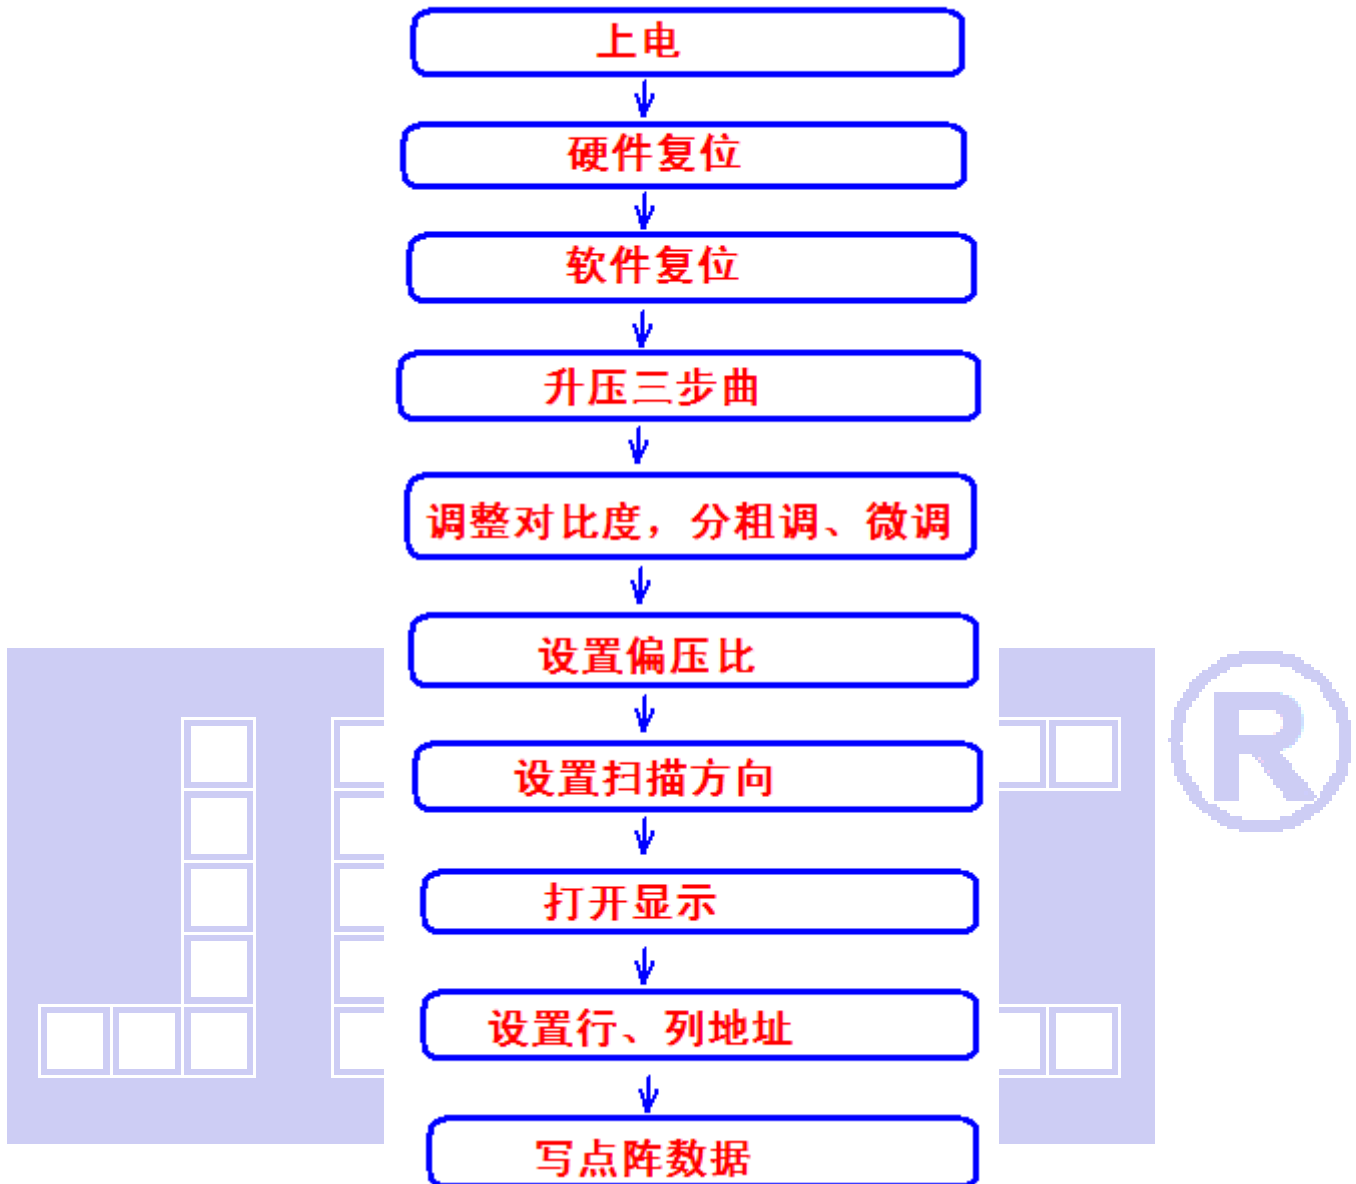 上电
硬件复位
软件复位
升压三步曲
调整对比度，分粗调、微调
设置偏压比
设置扫描方向
打开显示
设置行、列地址
写点阵数据
R